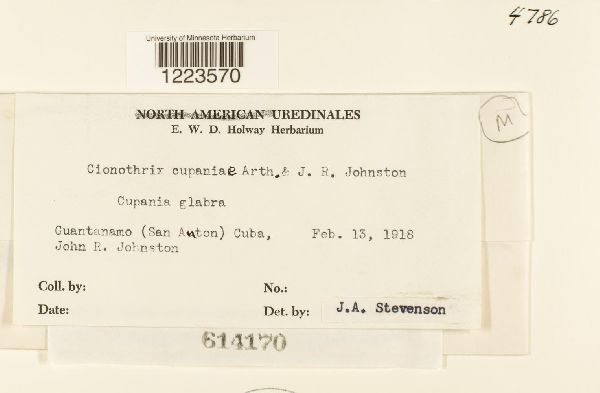 4786
University of Minnesota Herbarium
1223570
NORTH AMERICAN UREDINALES
E. W. D. Holway Herbarium
M
Cionothrix cupaniae Arth. & J. R. Johnston
Cupania glabra
Guantanamo (San Anton) Cuba, Feb. 13, 1918
John R. Johnston
Coll. by: No.:
Date: Det. by: J.A. Stevenson
614170